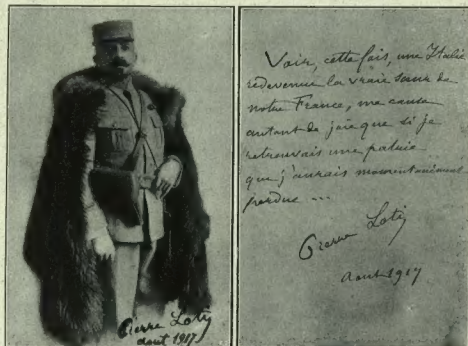 Pierre Loti
aout 1917
Voir, cette fois, une Italie
redevenue la vraie sœur de
notre France, me cause
autant de joie que si je
retrouvais une patrie
que j'aurais momentanément
perdue ...
Pierre Loti
Aout 1917